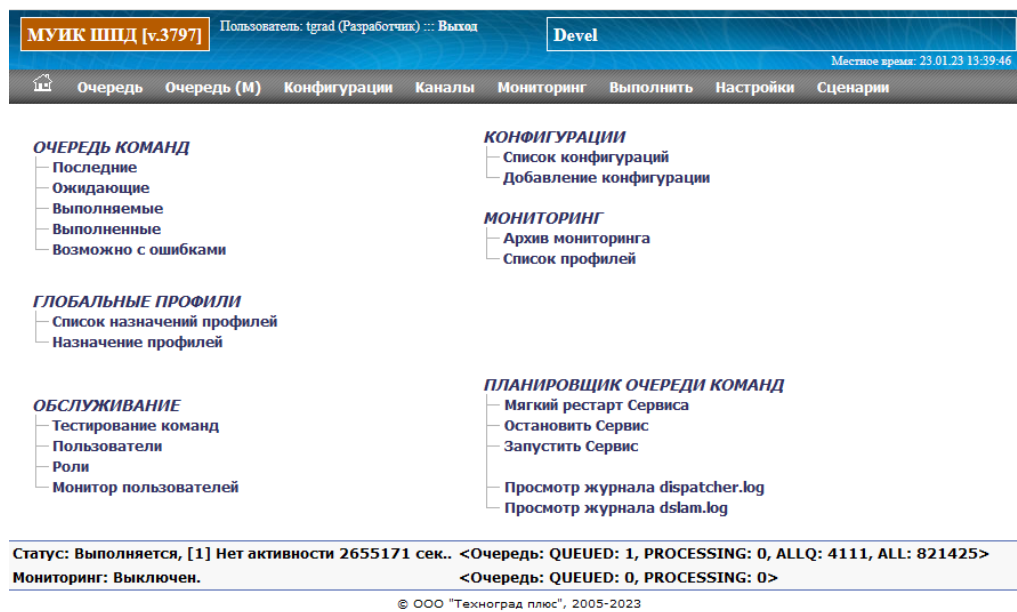 МУИК ШПД [v.3797]
Пользователь: tgrad (Разработчик) ::: Выход
Devel
Местное время: 23.01.23 13:39:46
Очередь Очередь (М) Конфигурации Каналы Мониторинг Выполнить Настройки Сценарии
ОЧЕРЕДЬ КОМАНД
Последние
Ожидающие
Выполняемые
Выполненные
Возможно с ошибками
КОНФИГУРАЦИИ
Список конфигураций
Добавление конфигурации
МОНИТОРИНГ
Архив мониторинга
Список профилей
ГЛОБАЛЬНЫЕ ПРОФИЛИ
Список назначений профилей
Назначение профилей
ОБСЛУЖИВАНИЕ
Тестирование команд
Пользователи
Роли
Монитор пользователей
ПЛАНИРОВЩИК ОЧЕРЕДИ КОМАНД
Мягкий рестарт Сервиса
Остановить Сервис
Запустить Сервис
Просмотр журнала dispatcher.log
Просмотр журнала dslam.log
Статус: Выполняется, [1] Нет активности 2655171 сек.. <Очередь: QUEUED: 1, PROCESSING: 0, ALLQ: 4111, ALL: 821425>
Мониторинг: Выключен. <Очередь: QUEUED: 0, PROCESSING: 0>
© ООО "Техноград плюс", 2005-2023